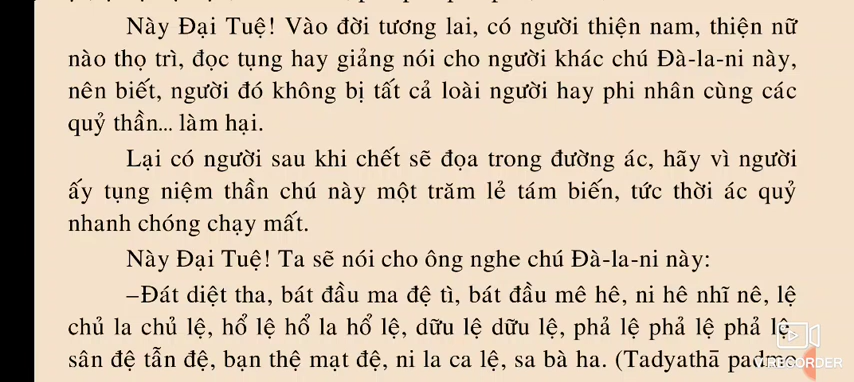 Này Đại Tuệ! Vào đời tương lai, có người thiện nam, thiện nữ
nào thọ trì, đọc tụng hay giảng nói cho người khác chú Đà-la-ni này,
nên biết, người đó không bị tất cả loài người hay phi nhân cùng các
quỷ thần... làm hại.
Lại có người sau khi chết sẽ đọa trong đường ác, hãy vì người
ấy tụng niệm thần chú này một trăm lẻ tám biến, tức thời ác quỷ
nhanh chóng chạy mất.
Này Đại Tuệ! Ta sẽ nói cho ông nghe chú Đà-la-ni này:
–Đát diệt tha, bát đầu ma đệ tì, bát đầu mê hê, ni hê nhĩ nê, lệ
chủ la chủ lệ, hổ lệ hổ la hổ lệ, dữu lệ dữu lệ, phả lệ phả lệ phả lệ,
sân đệ tẫn đệ, bạn thệ mạt đệ, ni la ca lệ, sa bà ha. (Tadyathā
RECORDER